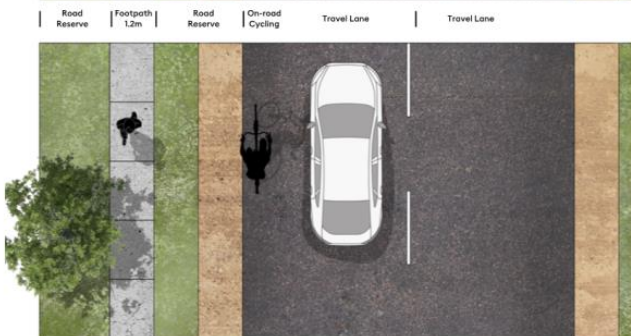 Road
Reserve
Footpath
1.2m
Road
Reserve
On-road
Cycling
Travel Lane
Travel Lane